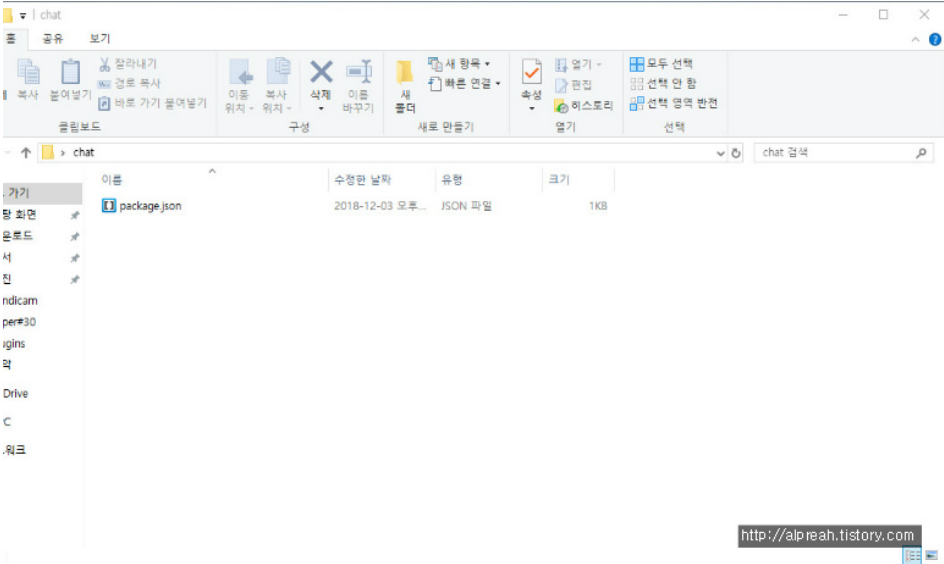 chat
홈 공유 보기
복사
붙여넣기
잘라내기
경로 복사
바로 가기 붙여넣기
클립보드
이동 위치
복사 위치
삭제
이름 바꾸기
구성
새 폴더
새 항목
빠른 연결
새로 만들기
속성
열기
편집
히스토리
열기
모두 선택
선택 안 함
선택 영역 반전
선택
› chat
chat 검색
이름 수정한 날짜 유형 크기
package.json 2018-12-03 오후... JSON 파일 1KB
가기
탕 화면
운로드
서
진
ndicam
per#30
ugins
약
Drive
C
워크
http://alpreah.tistory.com